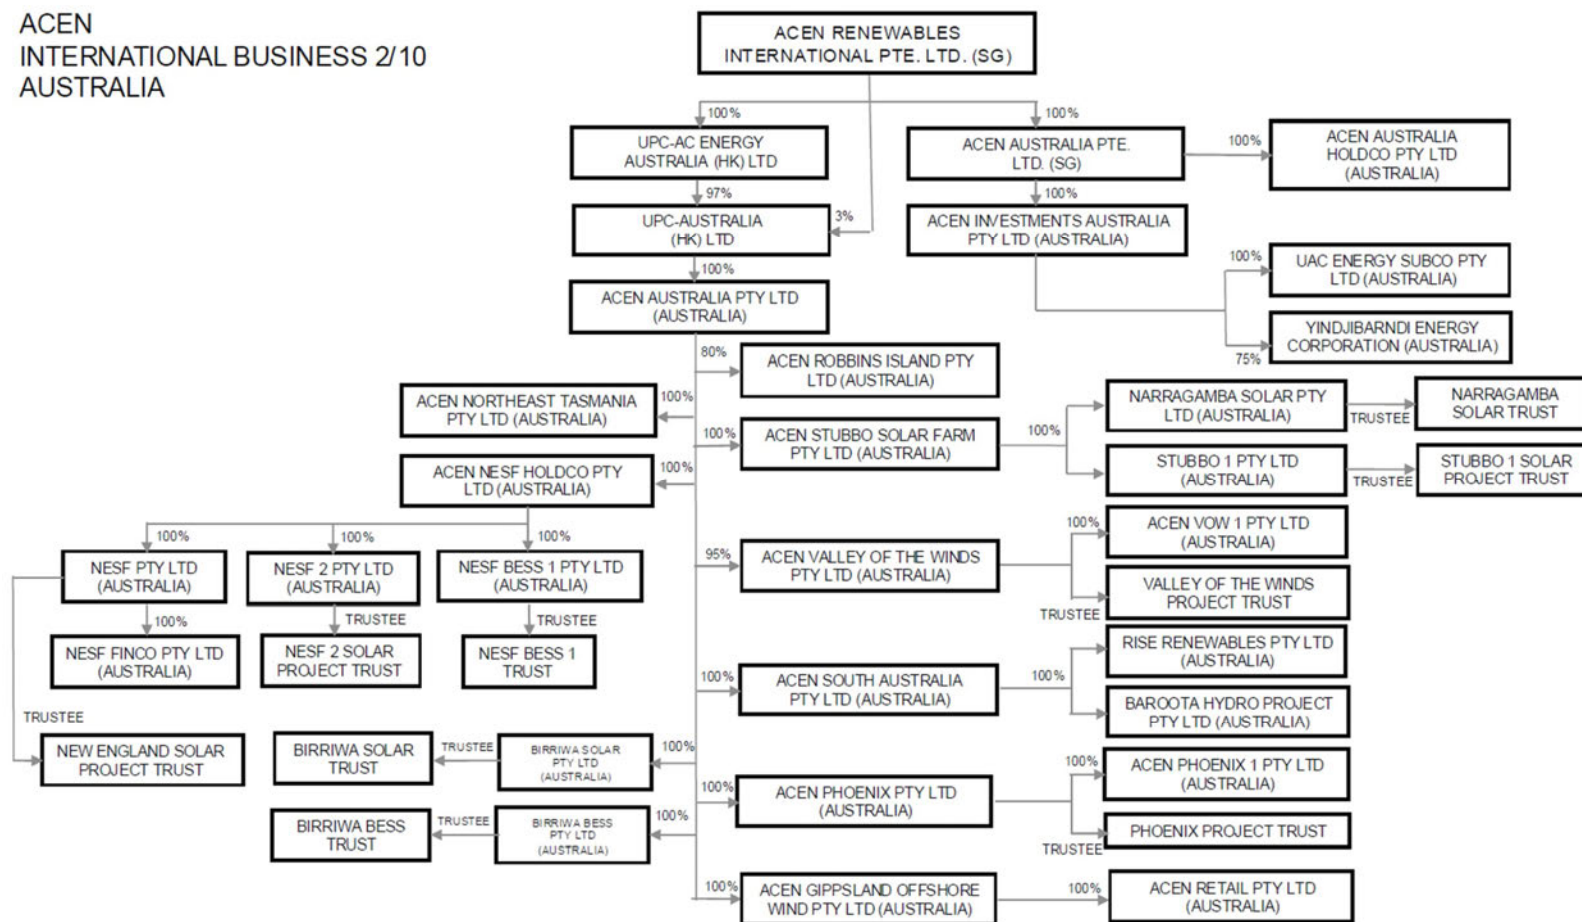 ACEN
INTERNATIONAL BUSINESS 2/10
AUSTRALIA
ACEN RENEWABLES
INTERNATIONAL PTE. LTD. (SG)
100%
100%
UPC-AC ENERGY
AUSTRALIA (HK) LTD
ACEN AUSTRALIA PTE.
LTD. (SG)
100%
ACEN AUSTRALIA
HOLDCO PTY LTD
(AUSTRALIA)
97%
100%
UPC-AUSTRALIA
(HK) LTD
3%
ACEN INVESTMENTS AUSTRALIA
PTY LTD (AUSTRALIA)
100%
100%
UAC ENERGY SUBCO PTY
LTD (AUSTRALIA)
ACEN AUSTRALIA PTY LTD
(AUSTRALIA)
YINDJIBARNDI ENERGY
CORPORATION (AUSTRALIA)
75%
80%
ACEN ROBBINS ISLAND PTY
LTD (AUSTRALIA)
ACEN NORTHEAST TASMANIA
PTY LTD (AUSTRALIA)
100%
100%
ACEN STUBBO SOLAR FARM
PTY LTD (AUSTRALIA)
100%
NARRAGAMBA SOLAR PTY
LTD (AUSTRALIA)
TRUSTEE
NARRAGAMBA
SOLAR TRUST
STUBBO 1 PTY LTD
(AUSTRALIA)
TRUSTEE
STUBBO 1 SOLAR
PROJECT TRUST
ACEN NESF HOLDCO PTY
LTD (AUSTRALIA)
100%
100%
100%
100%
NESF PTY LTD
(AUSTRALIA)
NESF 2 PTY LTD
(AUSTRALIA)
NESF BESS 1 PTY LTD
(AUSTRALIA)
95%
ACEN VALLEY OF THE WINDS
PTY LTD (AUSTRALIA)
100%
ACEN VOW 1 PTY LTD
(AUSTRALIA)
VALLEY OF THE WINDS
PROJECT TRUST
TRUSTEE
100%
TRUSTEE
TRUSTEE
NESF FINCO PTY LTD
(AUSTRALIA)
NESF 2 SOLAR
PROJECT TRUST
NESF BESS 1
TRUST
100%
ACEN SOUTH AUSTRALIA
PTY LTD (AUSTRALIA)
100%
RISE RENEWABLES PTY LTD
(AUSTRALIA)
BAROOTA HYDRO PROJECT
PTY LTD (AUSTRALIA)
TRUSTEE
NEW ENGLAND SOLAR
PROJECT TRUST
BIRRIWA SOLAR
TRUST
TRUSTEE
BIRRIWA SOLAR
PTY LTD
(AUSTRALIA)
100%
100%
ACEN PHOENIX PTY LTD
(AUSTRALIA)
100%
ACEN PHOENIX 1 PTY LTD
(AUSTRALIA)
PHOENIX PROJECT TRUST
TRUSTEE
BIRRIWA BESS
TRUST
TRUSTEE
BIRRIWA BESS
PTY LTD
(AUSTRALIA)
100%
100%
ACEN GIPPSLAND OFFSHORE
WIND PTY LTD (AUSTRALIA)
100%
ACEN RETAIL PTY LTD
(AUSTRALIA)